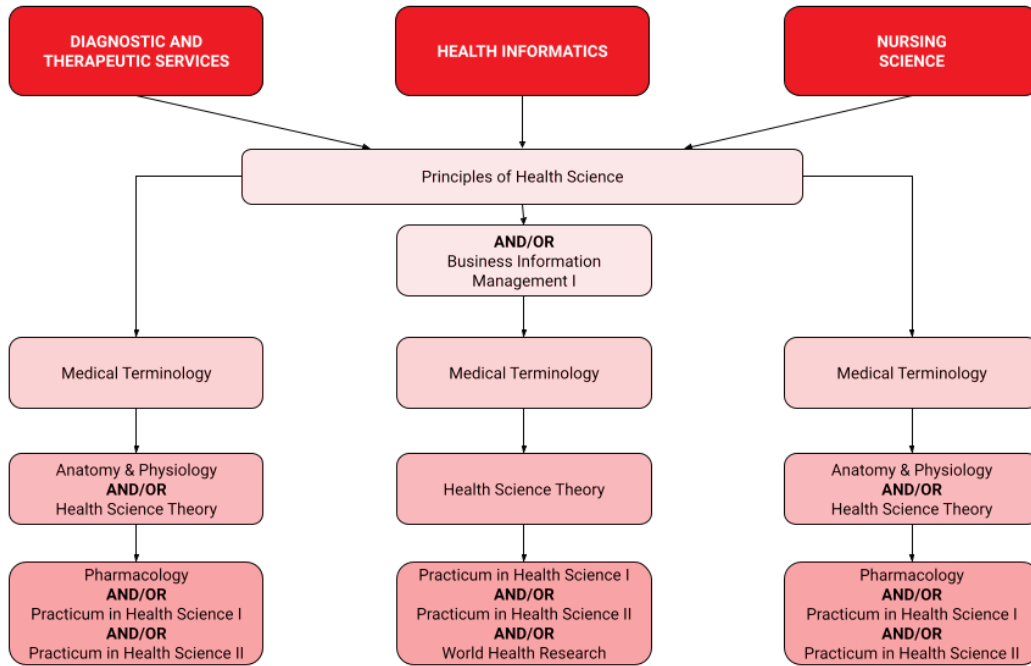 DIAGNOSTIC AND
THERAPEUTIC SERVICES
HEALTH INFORMATICS
NURSING
SCIENCE
Principles of Health Science
AND/OR
Business Information
Management I
Medical Terminology
Medical Terminology
Medical Terminology
Anatomy & Physiology
AND/OR
Health Science Theory
Health Science Theory
Anatomy & Physiology
AND/OR
Health Science Theory
Pharmacology
AND/OR
Practicum in Health Science I
AND/OR
Practicum in Health Science II
Practicum in Health Science I
AND/OR
Practicum in Health Science II
AND/OR
World Health Research
Pharmacology
AND/OR
Practicum in Health Science I
AND/OR
Practicum in Health Science II